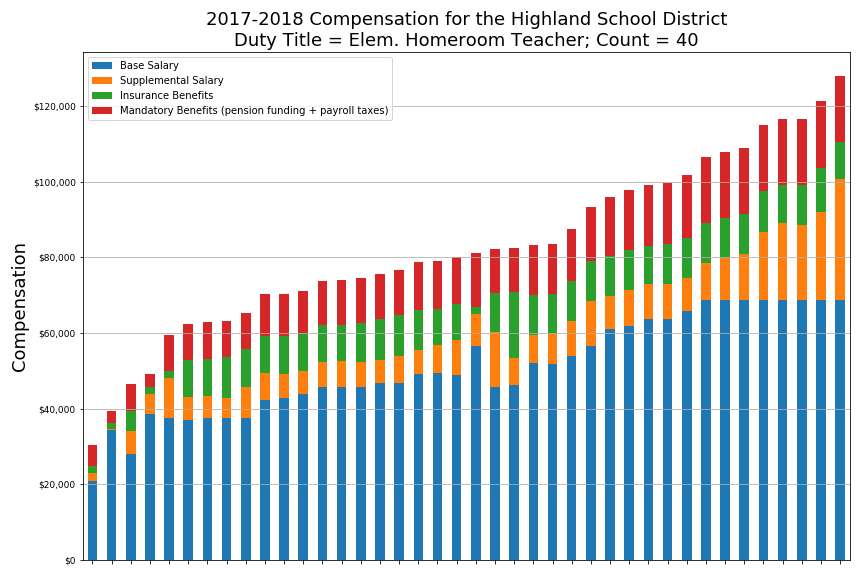 2017-2018 Compensation for the Highland School District
Duty Title = Elem. Homeroom Teacher; Count = 40
Base Salary
Supplemental Salary
Insurance Benefits
Mandatory Benefits (pension funding + payroll taxes)
$120,000
$100,000
$80,000
$60,000
$40,000
$20,000
$0
Compensation